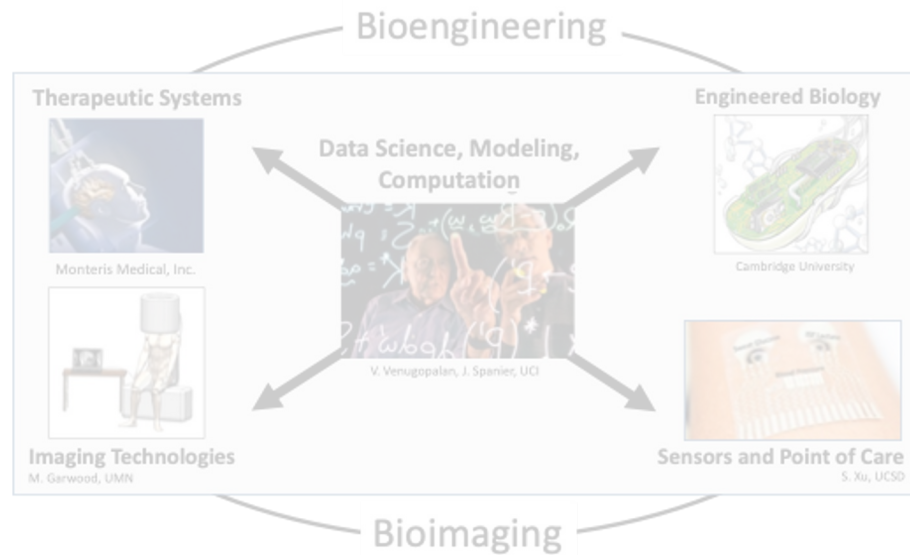 Bioengineering
Therapeutic Systems
Engineered Biology
Data Science, Modeling,
Computation
Monteris Medical, Inc.
Cambridge University
V. Venugopalan, J. Spanier, UCI
Imaging Technologies
M. Garwood, UMN
Sensors and Point of Care
S. Xu, UCSD
Bioimaging